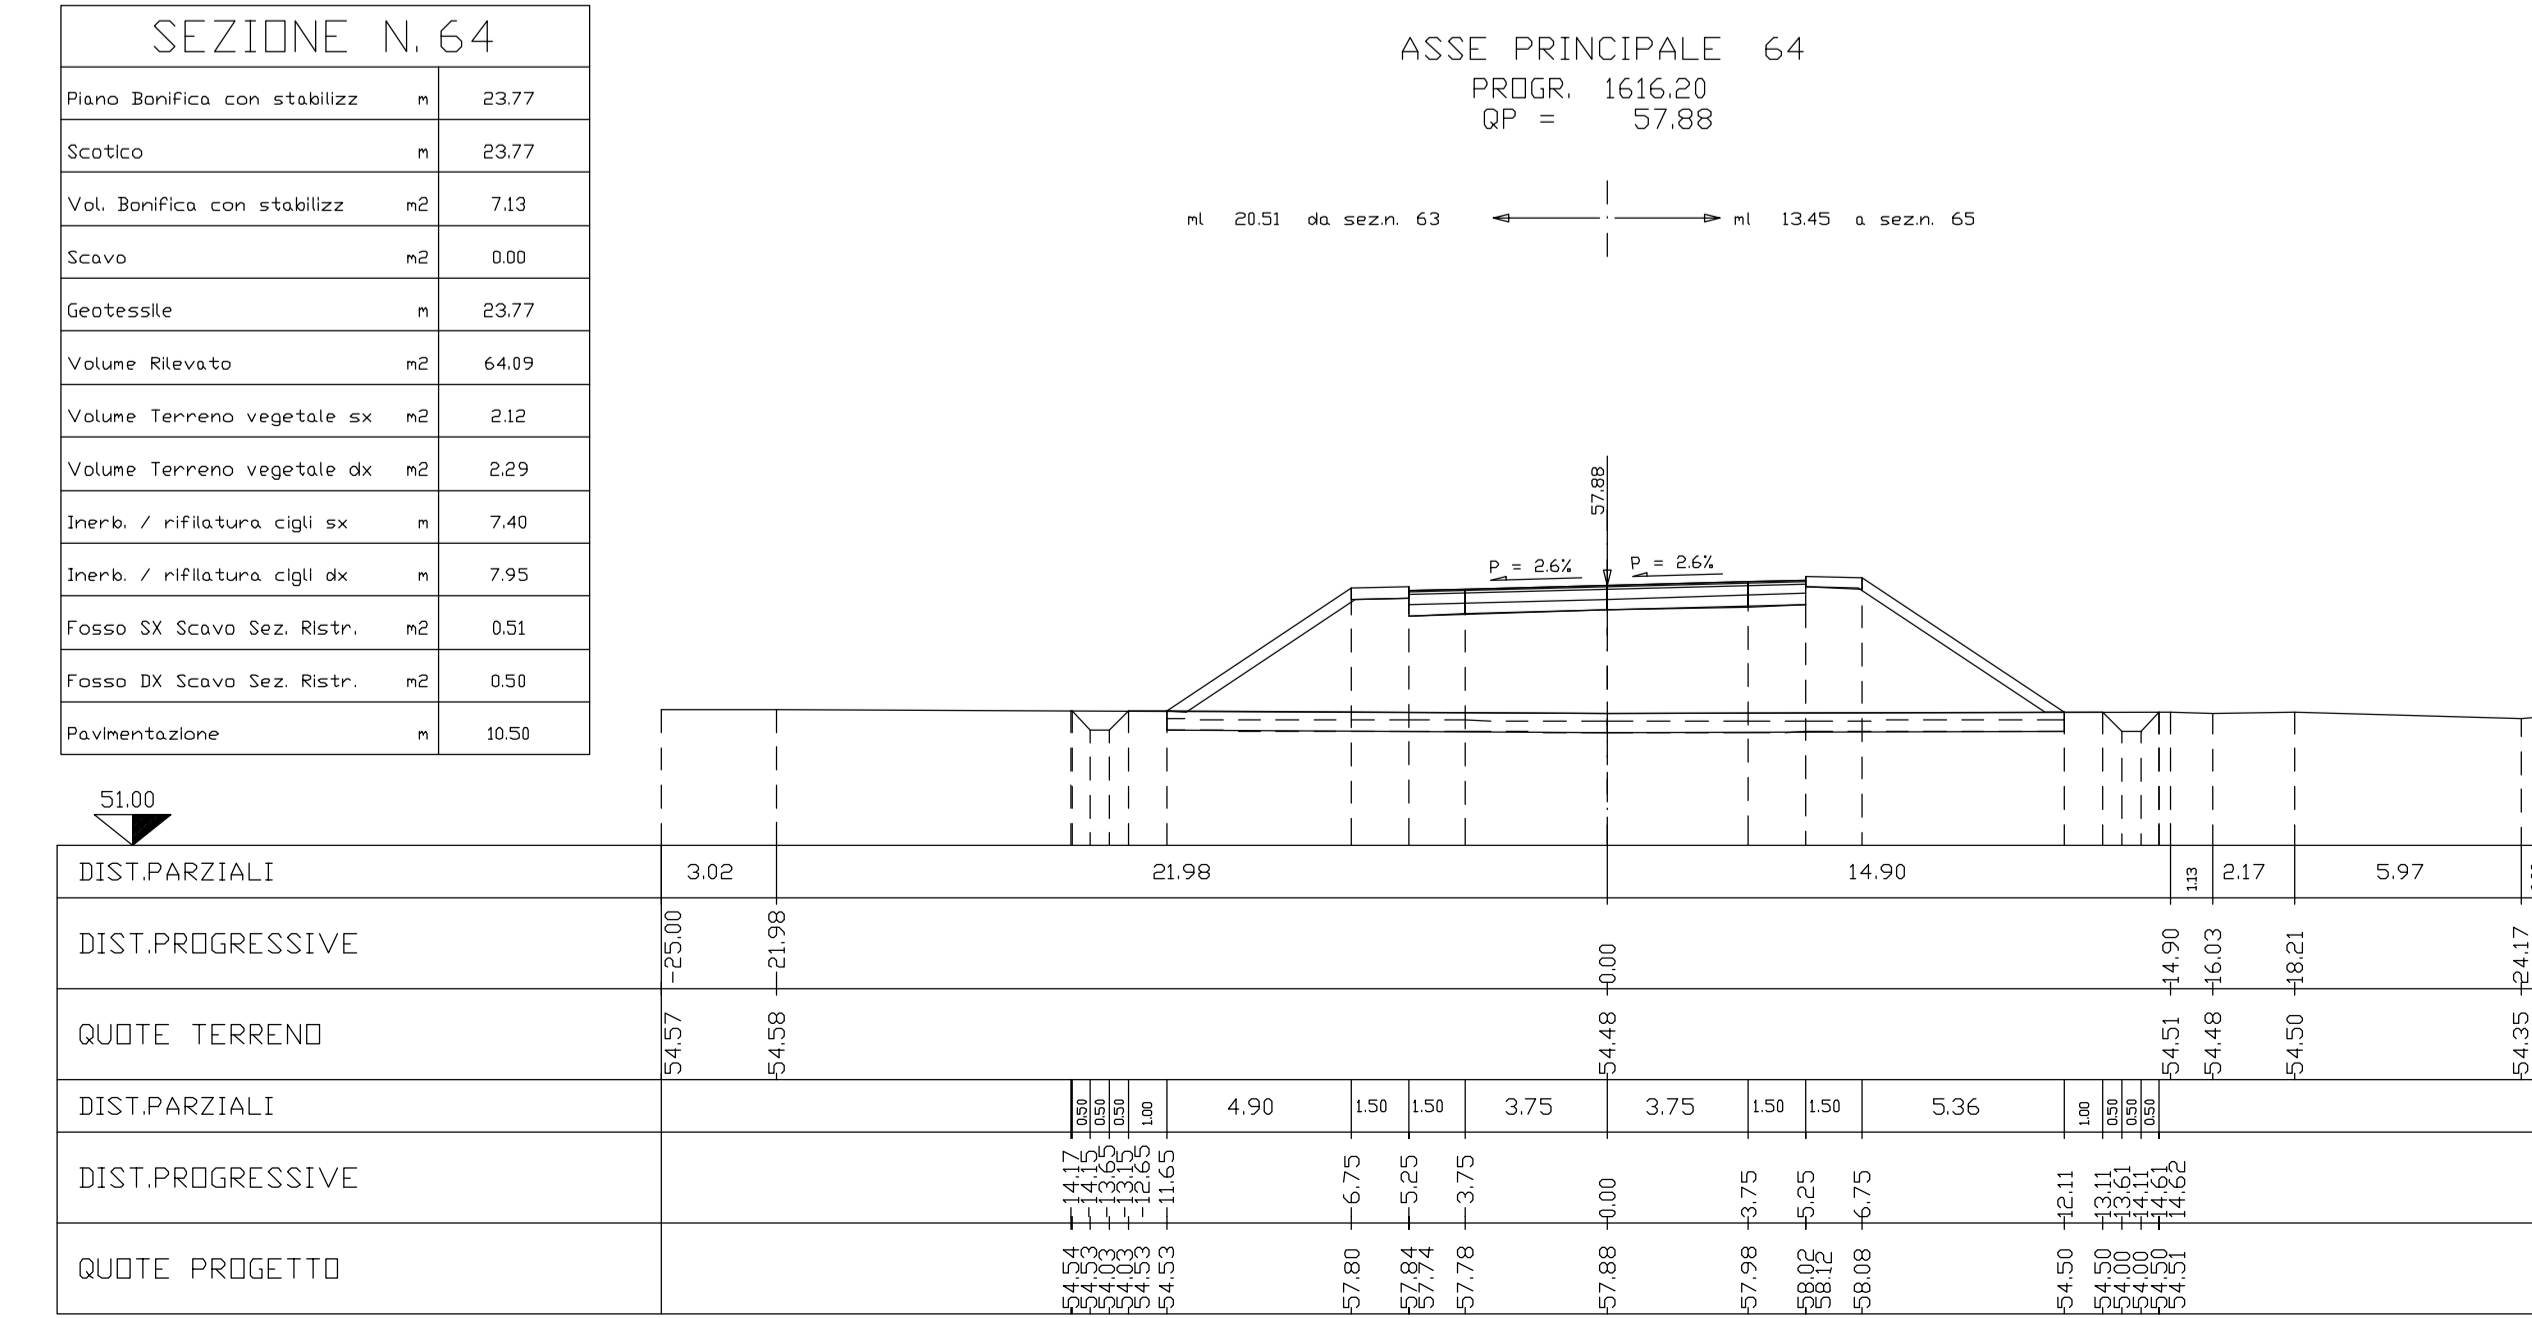 SEZIONE N. 64
Piano Bonifica con stabilizz m 23.77
Scotico m 23.77
Vol. Bonifica con stabilizz m2 7.13
Scavo m2 0.00
Geotessile m 23.77
Volume Rilevato m2 64.09
Volume Terreno vegetale sx m2 2.12
Volume Terreno vegetale dx m2 2.29
Inerb. / rifilatura cigli sx m 7.40
Inerb. / rifilatura cigli dx m 7.95
Fosso SX Scavo Sez. Ristr. m2 0.51
Fosso DX Scavo Sez. Ristr. m2 0.50
Pavimentazione m 10.50
ASSE PRINCIPALE 64
PROGR. 1616.20
QP = 57.88
ml 20.51 da sez.n. 63 ml 13.45 a sez.n. 65
57.88
P = 2.6% P = 2.6%
51.00
DIST.PARZIALI 3.02 21.98 14.90 1.13 2.17 5.97
DIST.PROGRESSIVE -25.00 -21.98 0.00 14.90 16.03 18.21 24.17
QUOTE TERRENO 54.57 54.58 54.48 54.51 54.48 54.50 54.35
DIST.PARZIALI 0.50 0.50 0.50 1.00 4.90 1.50 1.50 3.75 3.75 1.50 1.50 5.36 1.00 0.50 0.50 0.50
DIST.PROGRESSIVE -14.17 -14.15 -13.65 -13.15 -12.65 -11.65 -6.75 -5.25 -3.75 0.00 3.75 5.25 6.75 12.11 13.11 13.61 14.11 14.61 14.62
QUOTE PROGETTO 54.54 54.53 54.03 54.03 54.53 54.53 57.80 57.84 57.74 57.78 57.88 57.98 58.02 58.12 58.08 54.50 54.50 54.00 54.00 54.50 54.51